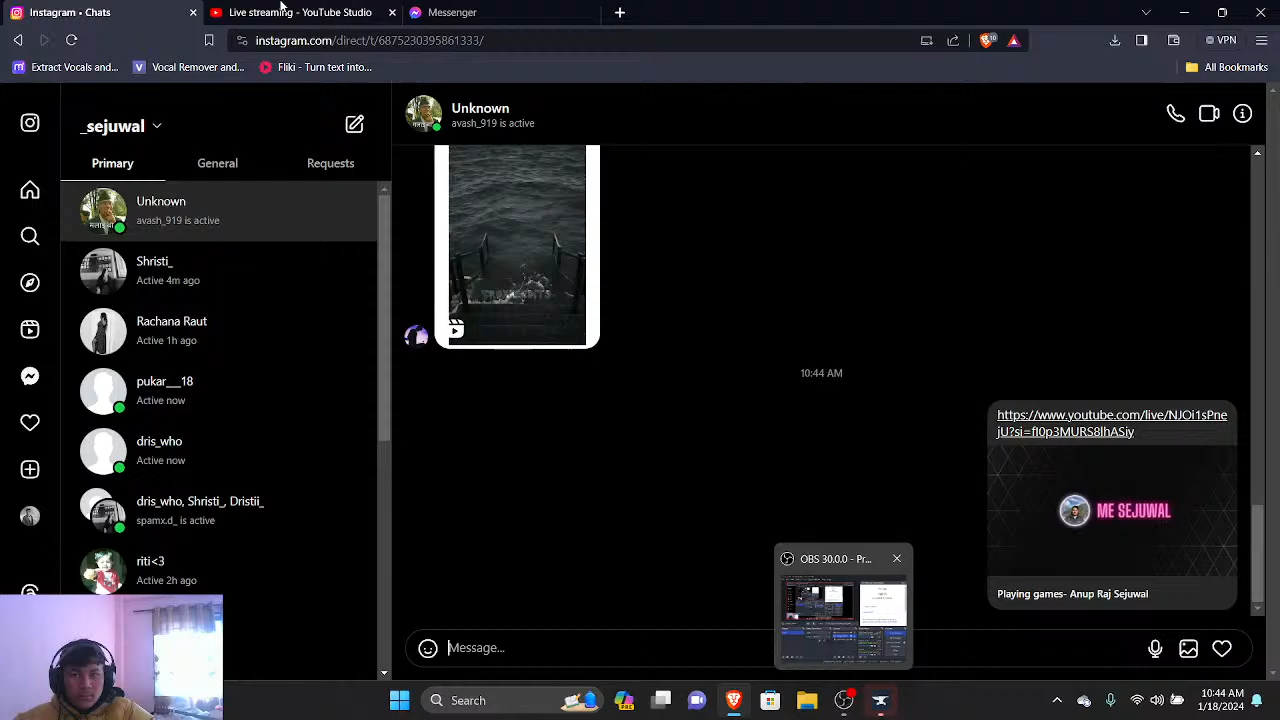 Instagram • Chats
Live streaming - YouTube Studio
Messenger
instagram.com/direct/t/6875230395861333/
10
VPN
Extract Vocals and...
Vocal Remover and...
Fliki - Turn text into...
All Bookmarks
_sejuwal
Primary
General
Requests
Unknown
avash_919 is active
Shristi_
Active 4m ago
Rachana Raut
Active 1h ago
pukar___18
Active now
dris_who
Active now
dris_who, Shristi_, Dristii_
spamx.d_ is active
riti<3
Active 2h ago
Unknown
avash_919 is active
10:44 AM
https://www.youtube.com/live/NJOi1sPne
jU?si=fI0p3MURS8lhASiy
ME SEJUWAL
Playing games- Anup Raj Sejuwal
OBS 30.0.0 - Pr...
Message...
Search
10:44 AM
1/18/2024